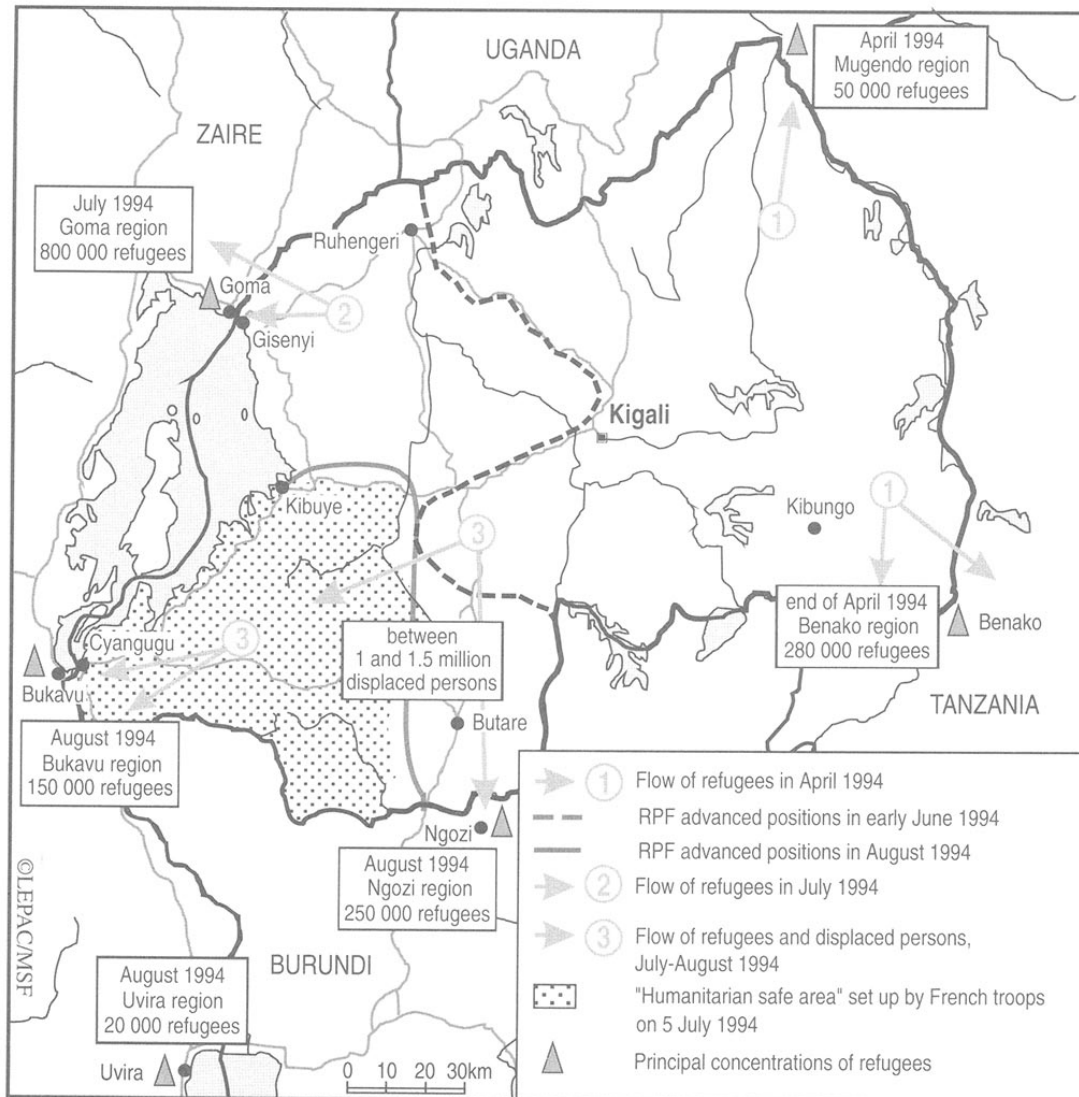 UGANDA
April 1994
Mugendo region
50 000 refugees
ZAIRE
1
July 1994
Goma region
800 000 refugees
Ruhengeri
Goma
2
Gisenyi
Kigali
Kibuye
Kibungo
1
3
between
1 and 1.5 million
displaced persons
end of April 1994
Benako region
280 000 refugees
Benako
Cyangugu
3
Bukavu
TANZANIA
Butare
August 1994
Bukavu region
150 000 refugees
Ngozi
August 1994
Ngozi region
250 000 refugees
©LEPAC/MSF
BURUNDI
August 1994
Uvira region
20 000 refugees
Uvira
0 10 20 30km
1 Flow of refugees in April 1994
RPF advanced positions in early June 1994
RPF advanced positions in August 1994
2 Flow of refugees in July 1994
3 Flow of refugees and displaced persons,
July-August 1994
"Humanitarian safe area" set up by French troops
on 5 July 1994
Principal concentrations of refugees